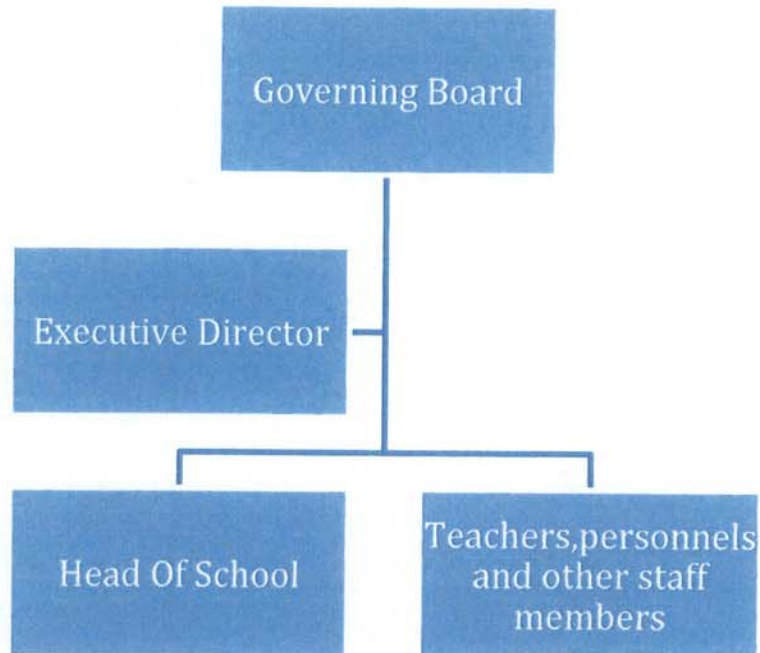 Governing Board
Executive Director
Head Of School
Teachers,personnels
and other staff
members